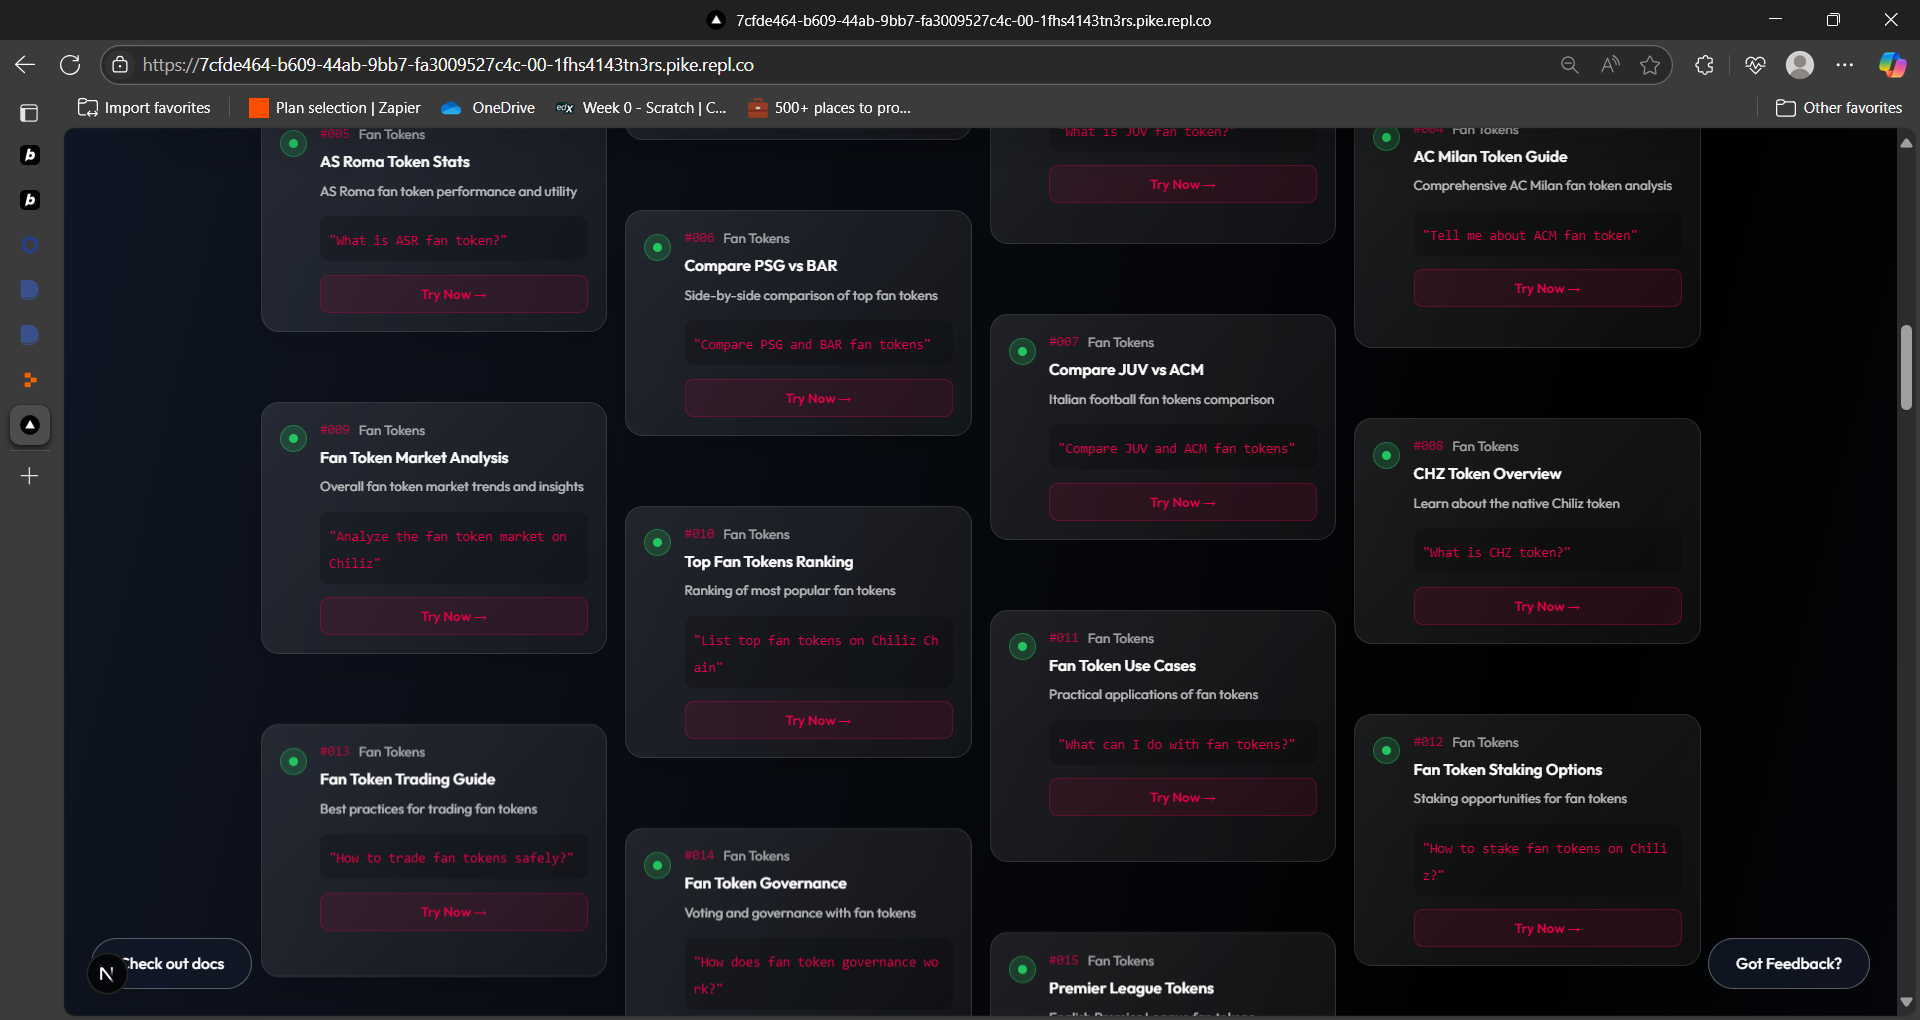 7cfde464-b609-44ab-9bb7-fa3009527c4c-00-1fhs4143tn3rs.pike.repl.co
https://7cfde464-b609-44ab-9bb7-fa3009527c4c-00-1fhs4143tn3rs.pike.repl.co
Import favorites
Plan selection | Zapier
OneDrive
edX
Week 0 - Scratch | C...
500+ places to pro...
Other favorites
#005 Fan Tokens
AS Roma Token Stats
AS Roma fan token performance and utility
"What is ASR fan token?"
Try Now →
#009 Fan Tokens
Fan Token Market Analysis
Overall fan token market trends and insights
"Analyze the fan token market on
Chiliz"
Try Now →
#013 Fan Tokens
Fan Token Trading Guide
Best practices for trading fan tokens
"How to trade fan tokens safely?"
Try Now →
#006 Fan Tokens
Compare PSG vs BAR
Side-by-side comparison of top fan tokens
"Compare PSG and BAR fan tokens"
Try Now →
#010 Fan Tokens
Top Fan Tokens Ranking
Ranking of most popular fan tokens
"List top fan tokens on Chiliz Ch
ain"
Try Now →
#014 Fan Tokens
Fan Token Governance
Voting and governance with fan tokens
"How does fan token governance wo
rk?"
"What is JUV fan token?"
Try Now →
#007 Fan Tokens
Compare JUV vs ACM
Italian football fan tokens comparison
"Compare JUV and ACM fan tokens"
Try Now →
#011 Fan Tokens
Fan Token Use Cases
Practical applications of fan tokens
"What can I do with fan tokens?"
Try Now →
#015 Fan Tokens
Premier League Tokens
English Premier League fan tokens
#004 Fan Tokens
AC Milan Token Guide
Comprehensive AC Milan fan token analysis
"Tell me about ACM fan token"
Try Now →
#008 Fan Tokens
CHZ Token Overview
Learn about the native Chiliz token
"What is CHZ token?"
Try Now →
#012 Fan Tokens
Fan Token Staking Options
Staking opportunities for fan tokens
"How to stake fan tokens on Chili
z?"
Try Now →
N
Check out docs
Got Feedback?